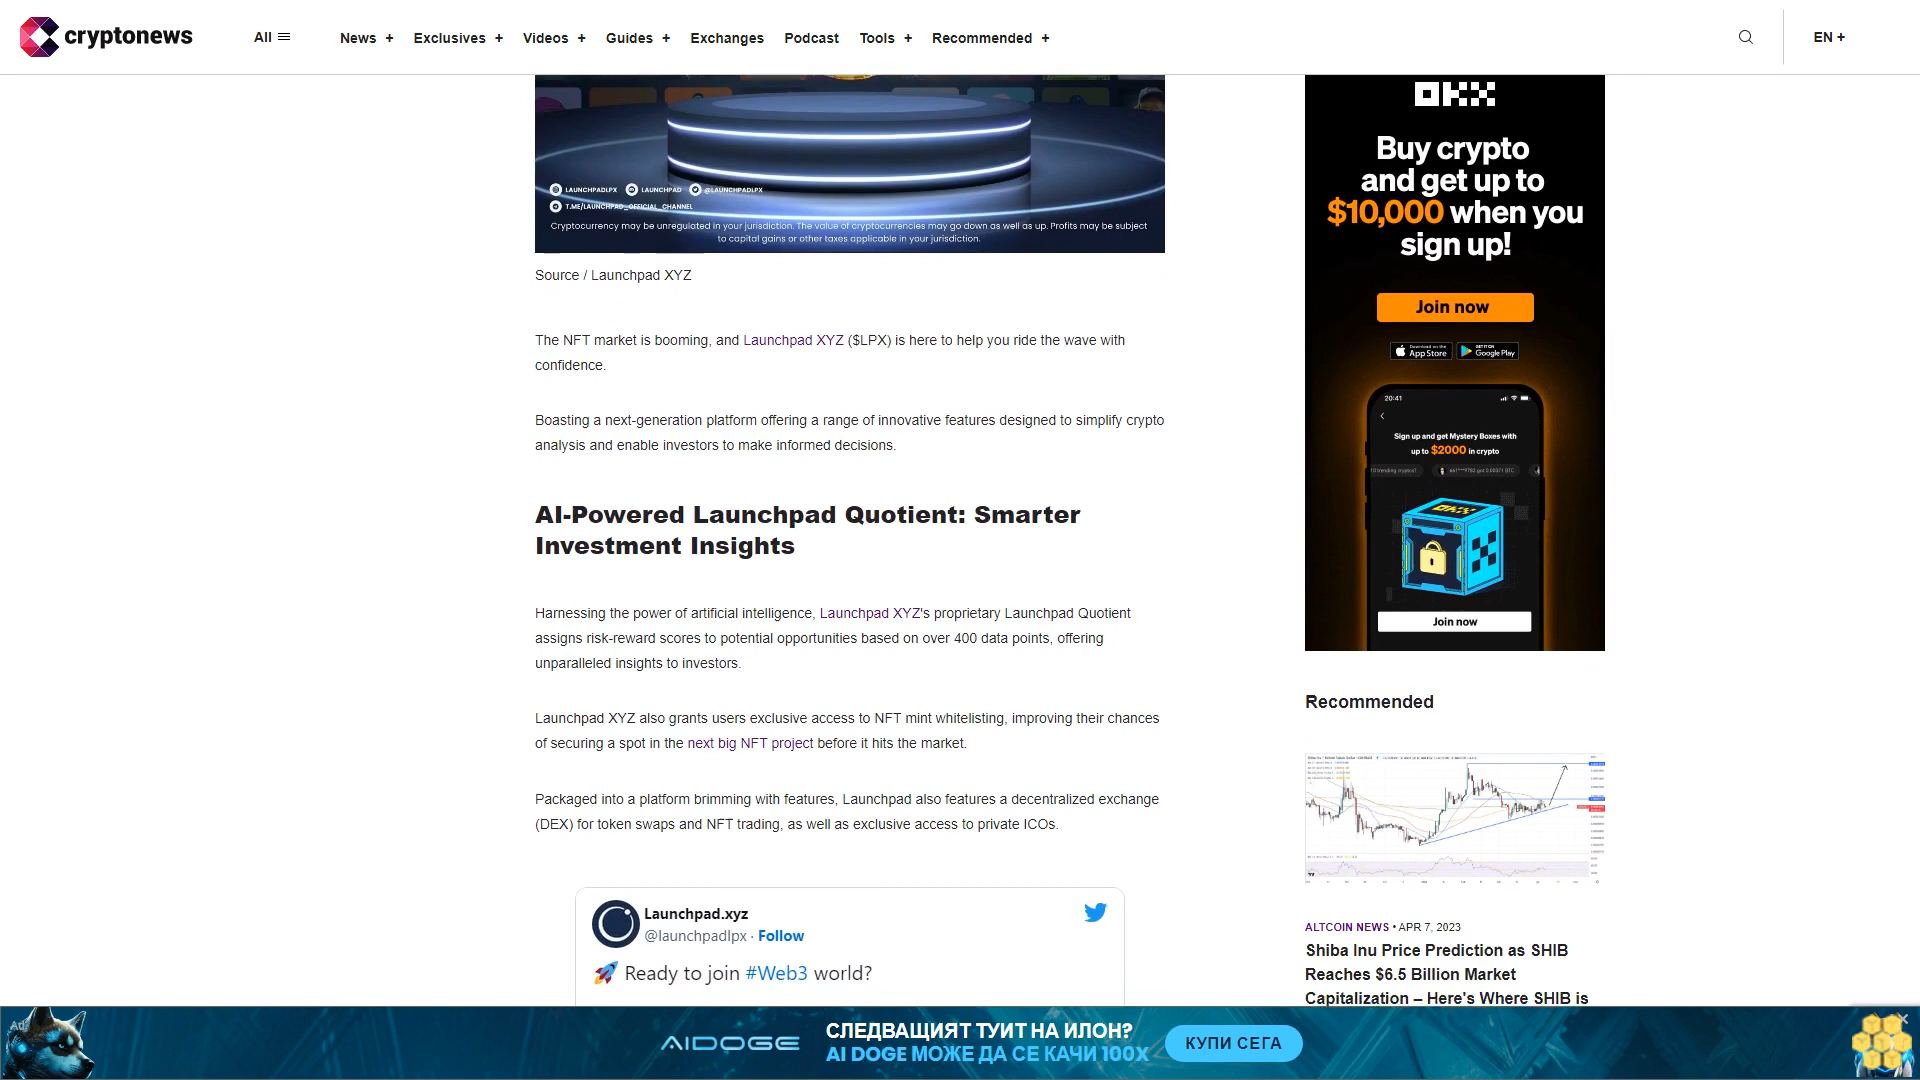 cryptonews
All
News +
Exclusives +
Videos +
Guides +
Exchanges
Podcast
Tools +
Recommended +
EN +
LAUNCHPADLPX LAUNCHPAD @LAUNCHPADLPX
T.ME/LAUNCHPAD_OFFICIAL_CHANNEL
Cryptocurrency may be unregulated in your jurisdiction. The value of cryptocurrencies may go down as well as up. Profits may be subject
to capital gains or other taxes applicable in your jurisdiction.
Source / Launchpad XYZ
The NFT market is booming, and Launchpad XYZ ($LPX) is here to help you ride the wave with
confidence.
Boasting a next-generation platform offering a range of innovative features designed to simplify crypto
analysis and enable investors to make informed decisions.
AI-Powered Launchpad Quotient: Smarter
Investment Insights
Harnessing the power of artificial intelligence, Launchpad XYZ's proprietary Launchpad Quotient
assigns risk-reward scores to potential opportunities based on over 400 data points, offering
unparalleled insights to investors.
Launchpad XYZ also grants users exclusive access to NFT mint whitelisting, improving their chances
of securing a spot in the next big NFT project before it hits the market.
Packaged into a platform brimming with features, Launchpad also features a decentralized exchange
(DEX) for token swaps and NFT trading, as well as exclusive access to private ICOs.
Launchpad.xyz
@launchpadlpx · Follow
🚀 Ready to join #Web3 world?
OKX
Buy crypto
and get up to
$10,000 when you
sign up!
Join now
Download on the
App Store
GET IT ON
Google Play
20:41
Sign up and get Mystery Boxes with
up to $2000 in crypto
OKX
Join now
Recommended
ALTCOIN NEWS • APR 7, 2023
Shiba Inu Price Prediction as SHIB
Reaches $6.5 Billion Market
Capitalization – Here's Where SHIB is
Ad
AIDOGE
СЛЕДВАЩИЯТ ТУИТ НА ИЛОН?
AI DOGE МОЖЕ ДА СЕ КАЧИ 100X
КУПИ СЕГА